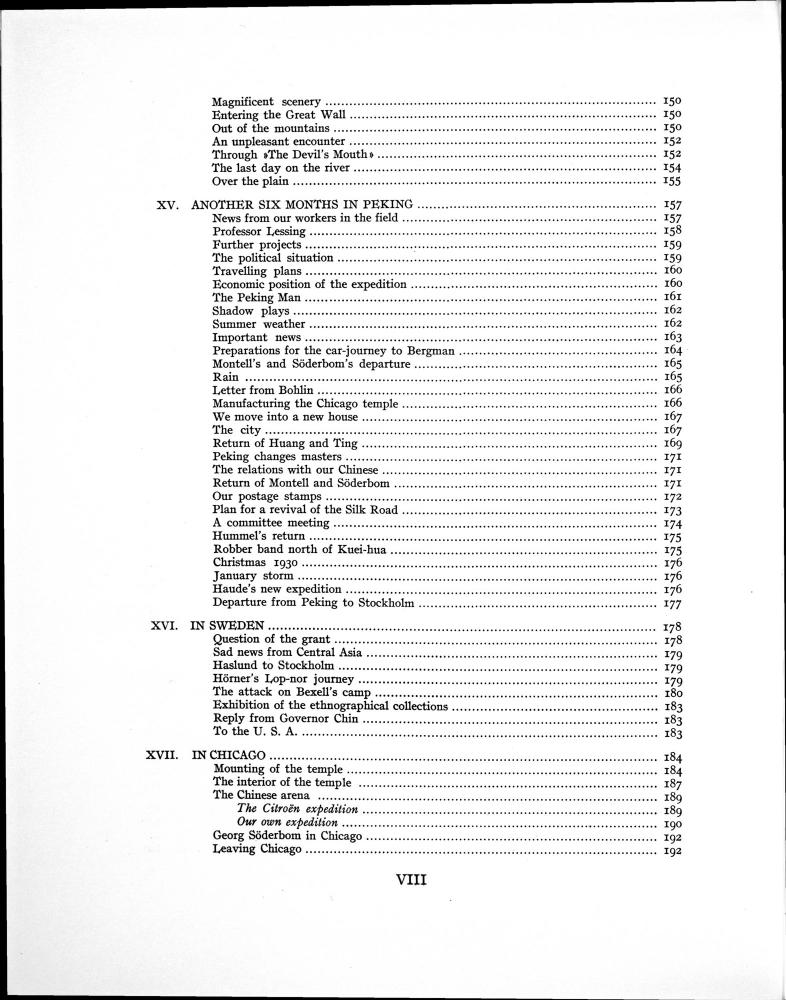 Magnificent scenery ........ 150
Entering the Great Wall ........ 150
Out of the mountains ........ 150
An unpleasant encounter ........ 152
Through »The Devil's Mouth» ........ 152
The last day on the river ........ 154
Over the plain ........ 155
XV. ANOTHER SIX MONTHS IN PEKING ........ 157
News from our workers in the field ........ 157
Professor Lessing ........ 158
Further projects ........ 159
The political situation ........ 159
Travelling plans ........ 160
Economic position of the expedition ........ 160
The Peking Man ........ 161
Shadow plays ........ 162
Summer weather ........ 162
Important news ........ 163
Preparations for the car-journey to Bergman ........ 164
Montell's and Söderbom's departure ........ 165
Rain ........ 165
Letter from Bohlin ........ 166
Manufacturing the Chicago temple ........ 166
We move into a new house ........ 167
The city ........ 167
Return of Huang and Ting ........ 169
Peking changes masters ........ 171
The relations with our Chinese ........ 171
Return of Montell and Söderbom ........ 171
Our postage stamps ........ 172
Plan for a revival of the Silk Road ........ 173
A committee meeting ........ 174
Hummel's return ........ 175
Robber band north of Kuei-hua ........ 175
Christmas 1930 ........ 176
January storm ........ 176
Haude's new expedition ........ 176
Departure from Peking to Stockholm ........ 177
XVI. IN SWEDEN ........ 178
Question of the grant ........ 178
Sad news from Central Asia ........ 179
Haslund to Stockholm ........ 179
Hörner's Lop-nor journey ........ 179
The attack on Bexell's camp ........ 180
Exhibition of the ethnographical collections ........ 183
Reply from Governor Chin ........ 183
To the U. S. A. ........ 183
XVII. IN CHICAGO ........ 184
Mounting of the temple ........ 184
The interior of the temple ........ 187
The Chinese arena ........ 189
The Citroën expedition ........ 189
Our own expedition ........ 190
Georg Söderbom in Chicago ........ 192
Leaving Chicago ........ 192
VIII